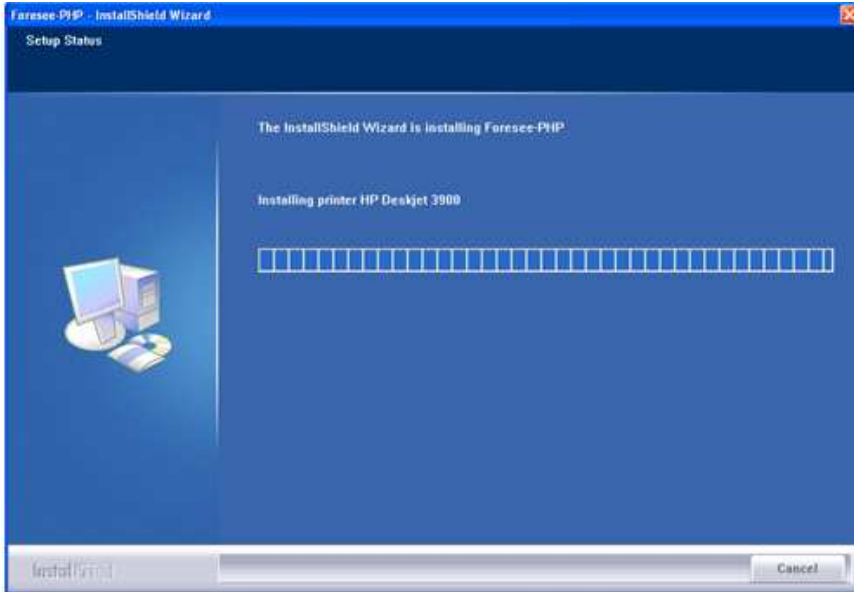 Foresee-PHP - InstallShield Wizard
Setup Status
The InstallShield Wizard is installing Foresee-PHP
Installing printer HP Deskjet 3900
InstallShield
Cancel